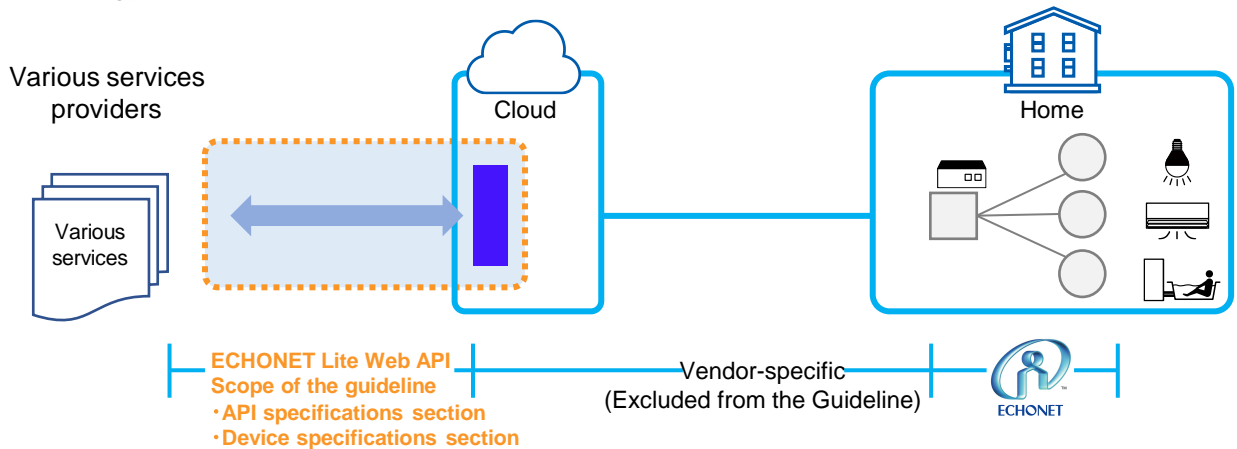 Various services
providers
Cloud
Home
Various
services
ECHONET Lite Web API
Scope of the guideline
・API specifications section
・Device specifications section
Vendor-specific
(Excluded from the Guideline)
TM
ECHONET